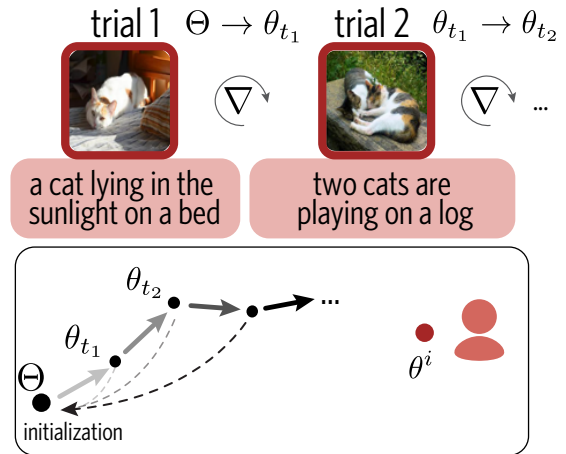 trial 1 Θ → θ_{t_1} trial 2 θ_{t_1} → θ_{t_2}
∇ ∇ ...
a cat lying in the two cats are
sunlight on a bed playing on a log
θ_{t_2} ...
θ_{t_1}
Θ θ^i
initialization